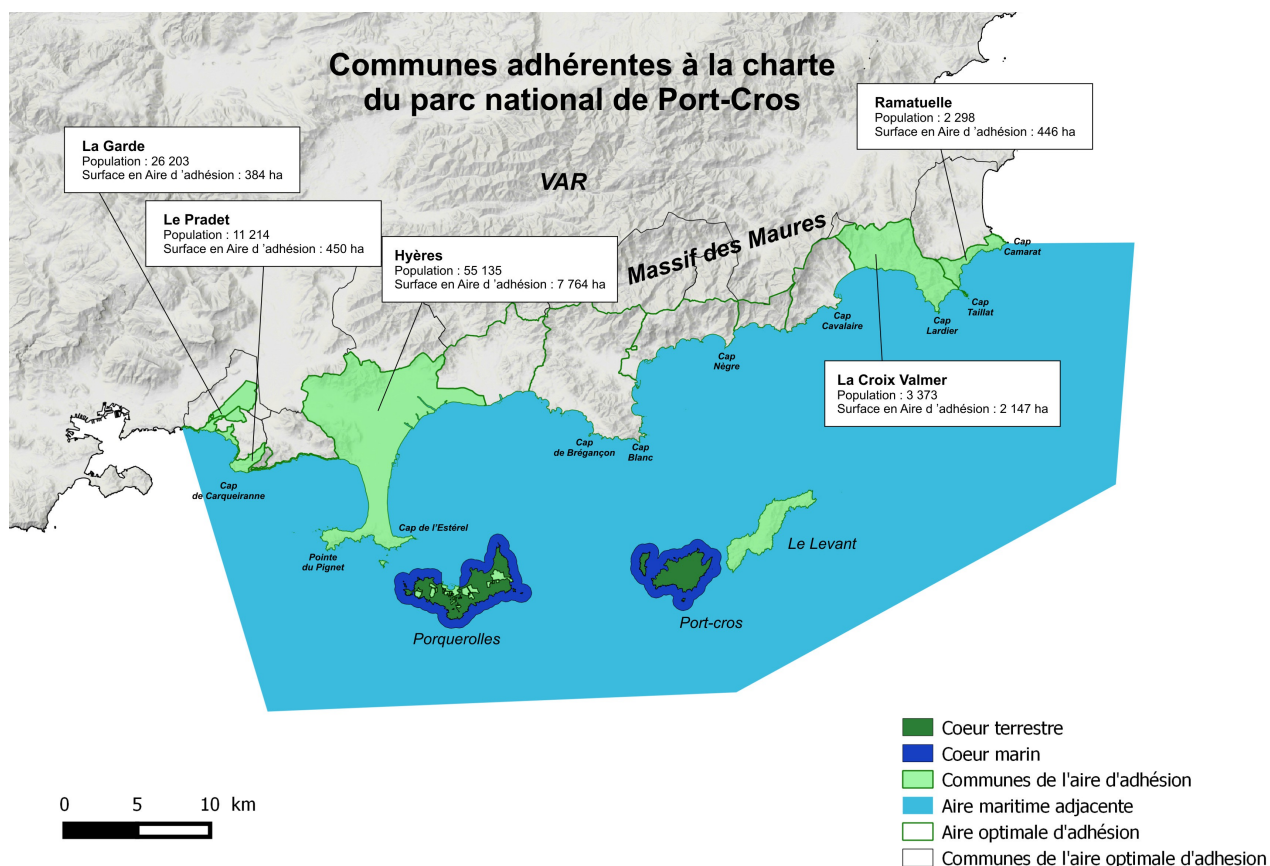 Communes adhérentes à la charte
du parc national de Port-Cros
Ramatuelle
Population : 2 298
Surface en Aire d 'adhésion : 446 ha
La Garde
Population : 26 203
Surface en Aire d 'adhésion : 384 ha
VAR
Le Pradet
Population : 11 214
Surface en Aire d 'adhésion : 450 ha
Hyères
Population : 55 135
Surface en Aire d 'adhésion : 7 764 ha
Massif des Maures
Cap
Camarat
Cap
Taillat
Cap
Lardier
Cap
Cavalaire
Cap
Nègre
La Croix Valmer
Population : 3 373
Surface en Aire d 'adhésion : 2 147 ha
Cap
de Brégançon
Cap
Blanc
Cap
de Carqueiranne
Cap de l'Estérel
Pointe
du Pignet
Le Levant
Port-cros
Porquerolles
Coeur terrestre
Coeur marin
Communes de l'aire d'adhésion
Aire maritime adjacente
Aire optimale d'adhésion
Communes de l'aire optimale d'adhesion
0 5 10 km